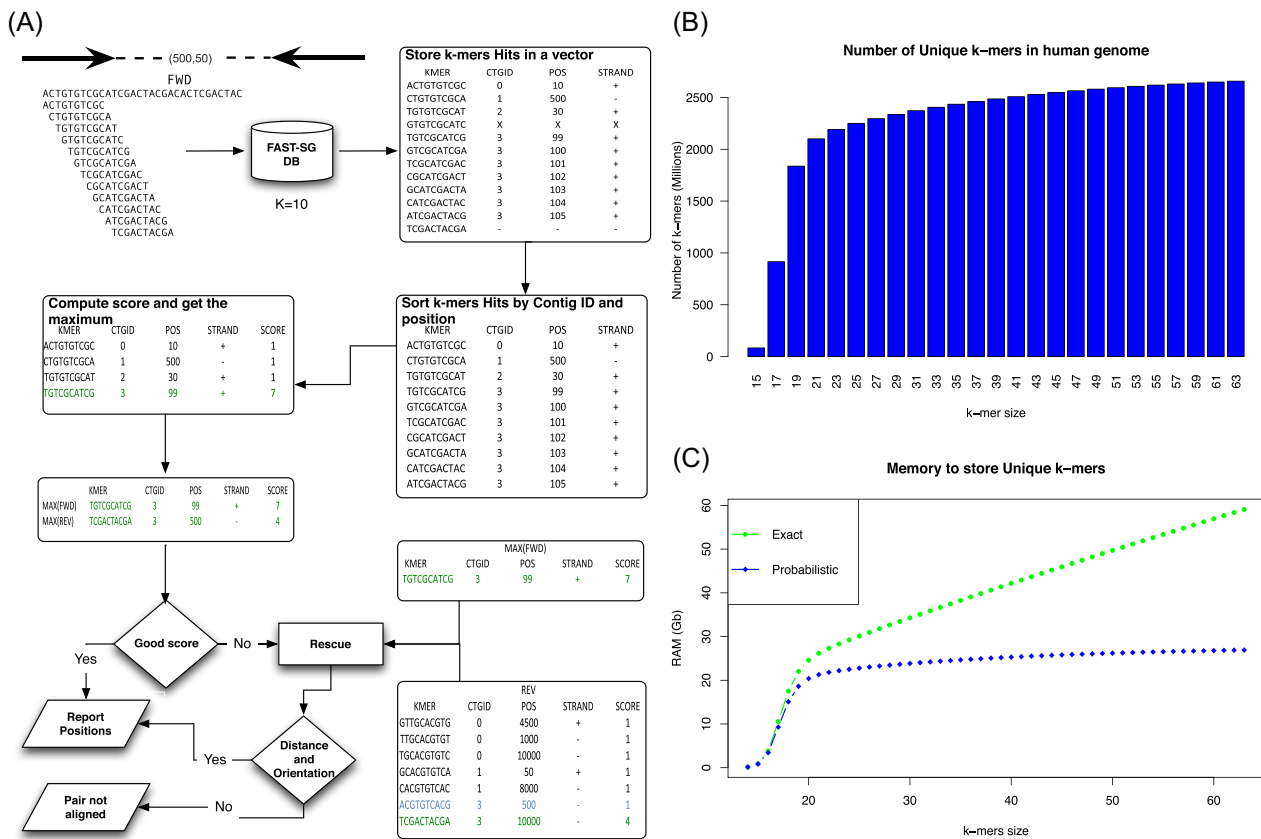 (A)
(500,50)
FWD
ACTGTGTCGCATCGACTACGACACTCGACTAC
ACTGTGTCGC
CTGTGTCGCA
TGTGTCGCAT
GTGTCGCATC
TGTCGCATCG
GTCGCATCGA
TCGCATCGAC
CGCATCGACT
GCATCGACTA
CATCGACTAC
ATCGACTACG
TCGACTACGA
FAST-SG
DB
K=10
Store k-mers Hits in a vector
KMER CTGID POS STRAND
ACTGTGTCGC 0 10 +
CTGTGTCGCA 1 500 -
TGTGTCGCAT 2 30 +
GTGTCGCATC X X X
TGTCGCATCG 3 99 +
GTCGCATCGA 3 100 +
TCGCATCGAC 3 101 +
CGCATCGACT 3 102 +
GCATCGACTA 3 103 +
CATCGACTAC 3 104 +
ATCGACTACG 3 105 +
TCGACTACGA - - -
Sort k-mers Hits by Contig ID and
position
KMER CTGID POS STRAND
ACTGTGTCGC 0 10 +
CTGTGTCGCA 1 500 -
TGTGTCGCAT 2 30 +
TGTCGCATCG 3 99 +
GTCGCATCGA 3 100 +
TCGCATCGAC 3 101 +
CGCATCGACT 3 102 +
GCATCGACTA 3 103 +
CATCGACTAC 3 104 +
ATCGACTACG 3 105 +
Compute score and get the
maximum
KMER CTGID POS STRAND SCORE
ACTGTGTCGC 0 10 + 1
CTGTGTCGCA 1 500 - 1
TGTGTCGCAT 2 30 + 1
TGTCGCATCG 3 99 + 7
KMER CTGID POS STRAND SCORE
MAX(FWD) TGTCGCATCG 3 99 + 7
MAX(REV) TCGACTACGA 3 500 - 4
MAX(FWD)
KMER CTGID POS STRAND SCORE
TGTCGCATCG 3 99 + 7
Good score
No
Yes
Rescue
Report
Positions
Distance
and
Orientation
Yes
No
Pair not
aligned
REV
KMER CTGID POS STRAND SCORE
GTTGCACGTG 0 4500 + 1
TTGCACGTGT 0 1000 - 1
TGCACGTGTC 0 10000 - 1
GCACGTGTCA 1 50 + 1
CACGTGTCAC 1 8000 - 1
ACGTGTCACG 3 500 - 1
TCGACTACGA 3 10000 - 4
(B)
Number of Unique k-mers in human genome
Number of k-mers (Millions)
2500
2000
1500
1000
500
0
15 17 19 21 23 25 27 29 31 33 35 37 39 41 43 45 47 49 51 53 55 57 59 61 63
k-mer size
(C)
Memory to store Unique k-mers
Exact
Probabilistic
RAM (Gb)
60
50
40
30
20
10
0
20 30 40 50 60
k-mers size